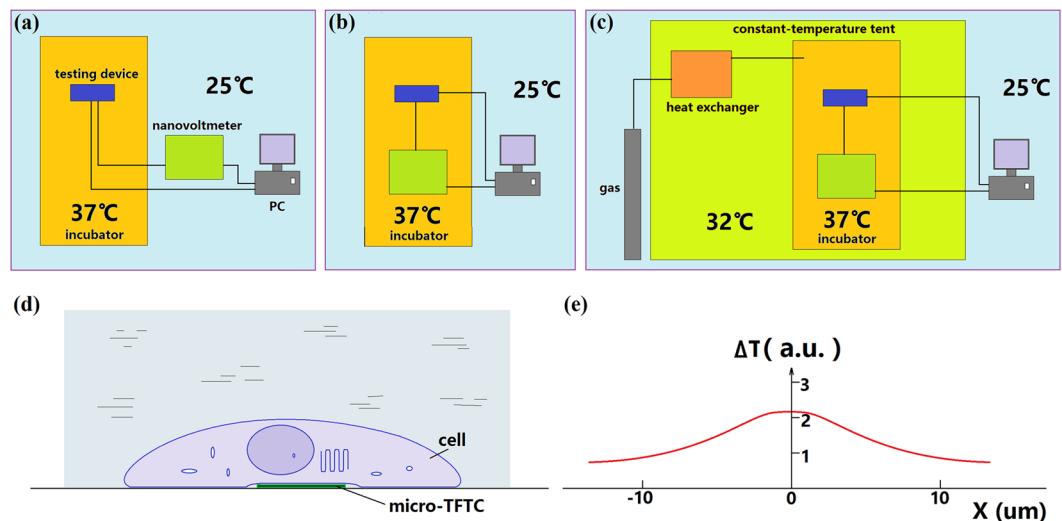 (a)
testing device
25℃
nanovoltmeter
PC
37℃
incubator
(b)
25℃
37℃
(c)
constant-temperature tent
25℃
heat exchanger
gas
32℃
37℃
incubator
(d)
cell
micro-TFTC
(e)
ΔT( a.u. )
3
2
1
-10
0
10
X (um)